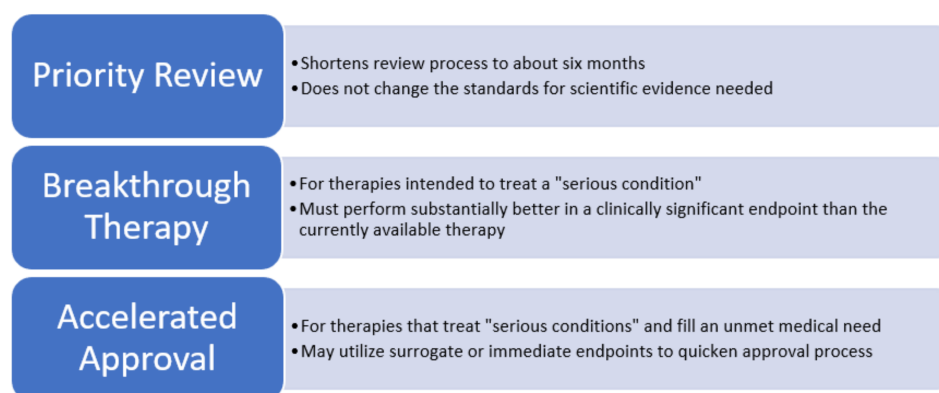 Priority Review
•Shortens review process to about six months
•Does not change the standards for scientific evidence needed
Breakthrough
Therapy
•For therapies intended to treat a "serious condition"
•Must perform substantially better in a clinically significant endpoint than the
currently available therapy
Accelerated
Approval
•For therapies that treat "serious conditions" and fill an unmet medical need
•May utilize surrogate or immediate endpoints to quicken approval process